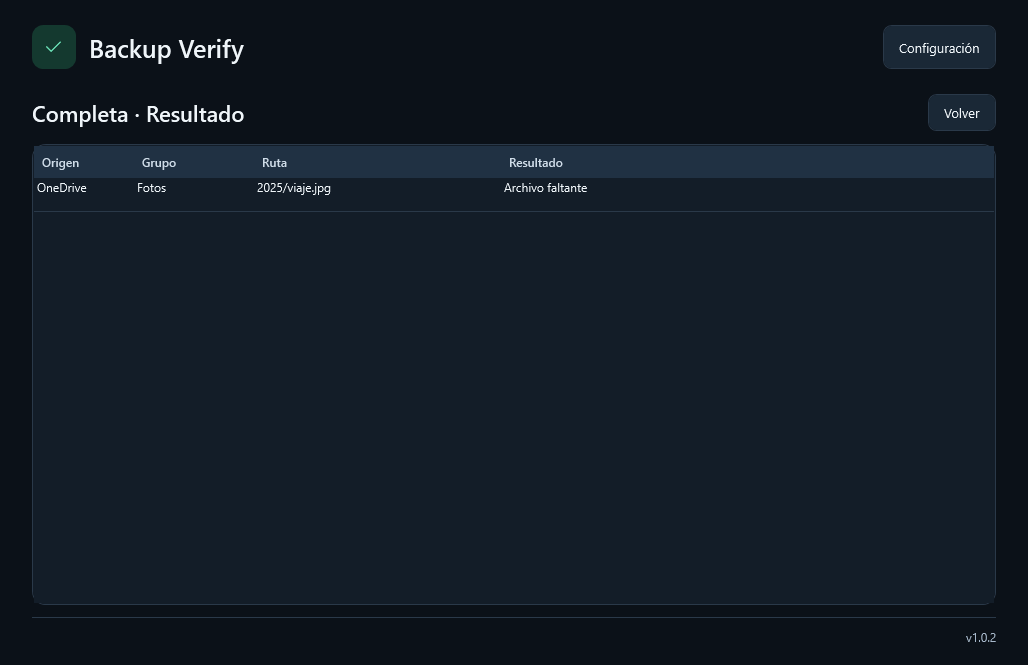 Backup Verify
Configuración
Completa · Resultado
Volver
Origen Grupo Ruta Resultado
OneDrive Fotos 2025/viaje.jpg Archivo faltante
v1.0.2